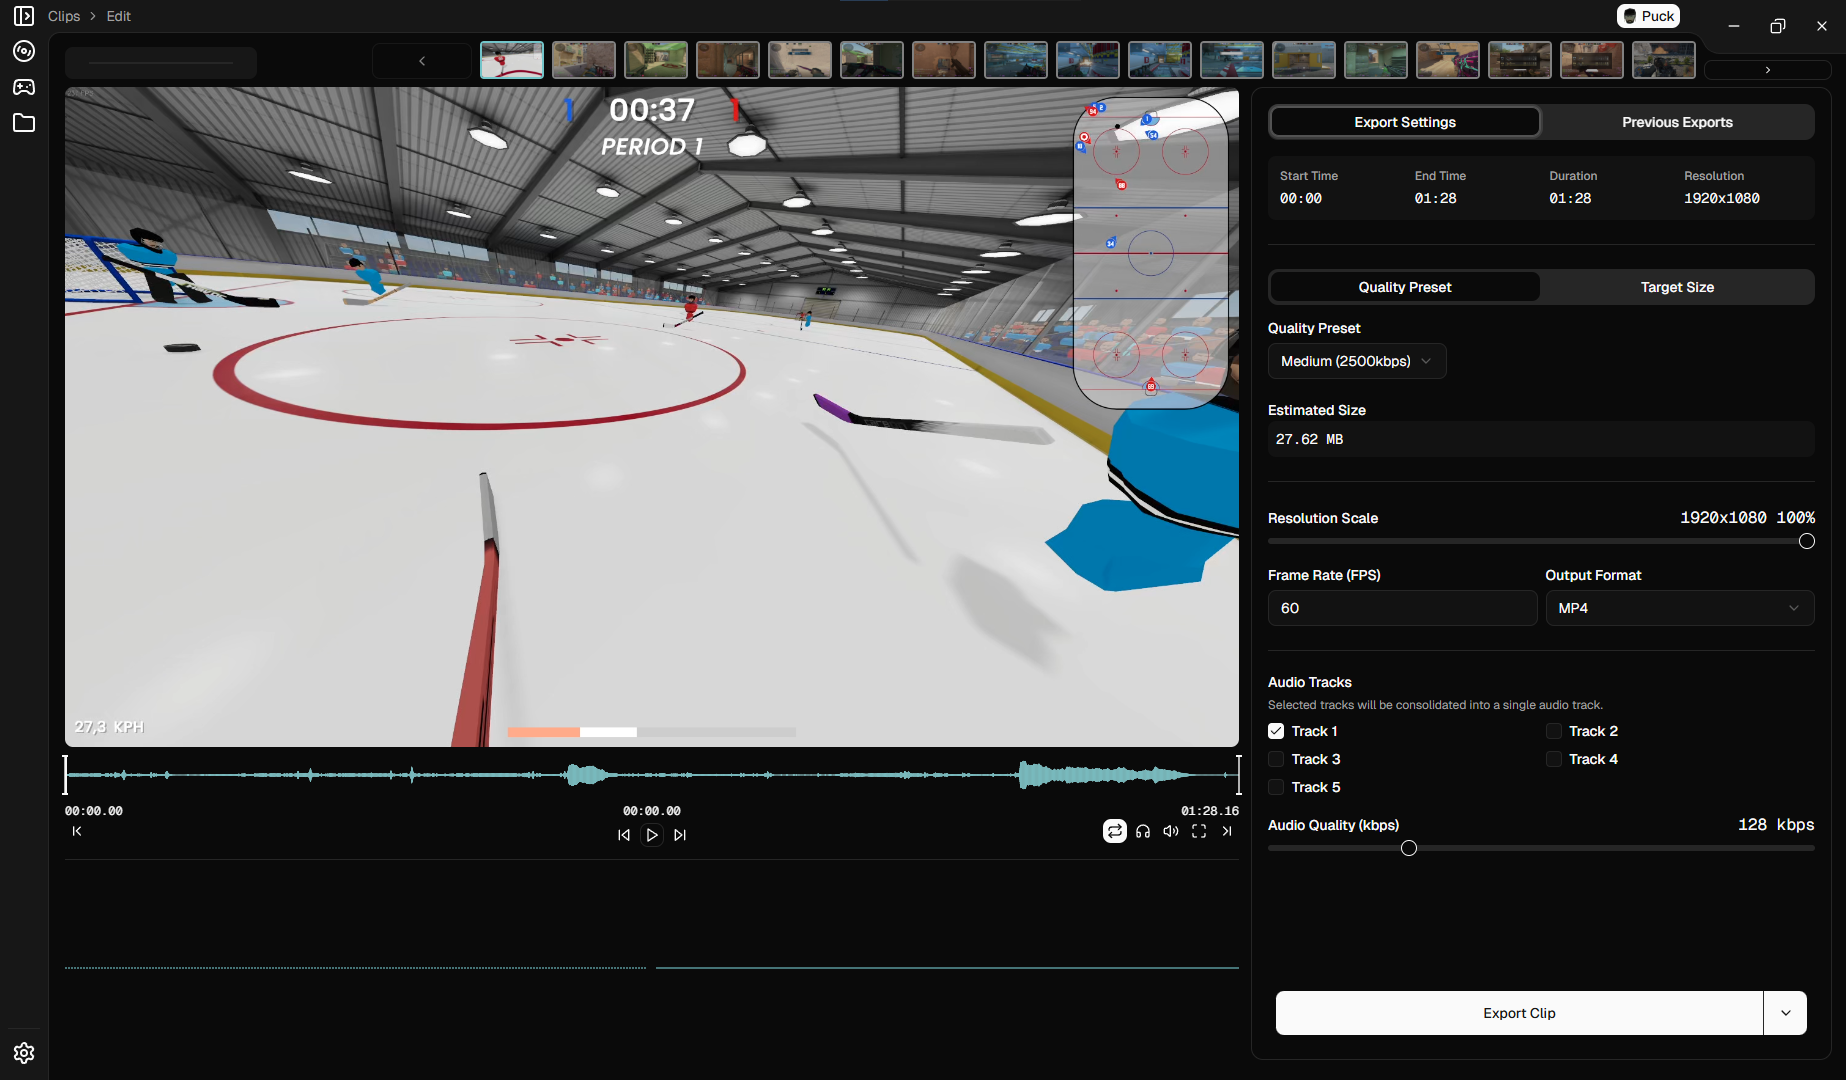 Clips > Edit
Puck
1 00:37 1
PERIOD 1
27,3 KPH
00:00.00
00:00.00
01:28.16
Export Settings
Previous Exports
Start Time
End Time
Duration
Resolution
00:00
01:28
01:28
1920x1080
Quality Preset
Target Size
Quality Preset
Medium (2500kbps)
Estimated Size
27.62 MB
Resolution Scale
1920x1080 100%
Frame Rate (FPS)
Output Format
60
MP4
Audio Tracks
Selected tracks will be consolidated into a single audio track.
Track 1
Track 2
Track 3
Track 4
Track 5
Audio Quality (kbps)
128 kbps
Export Clip